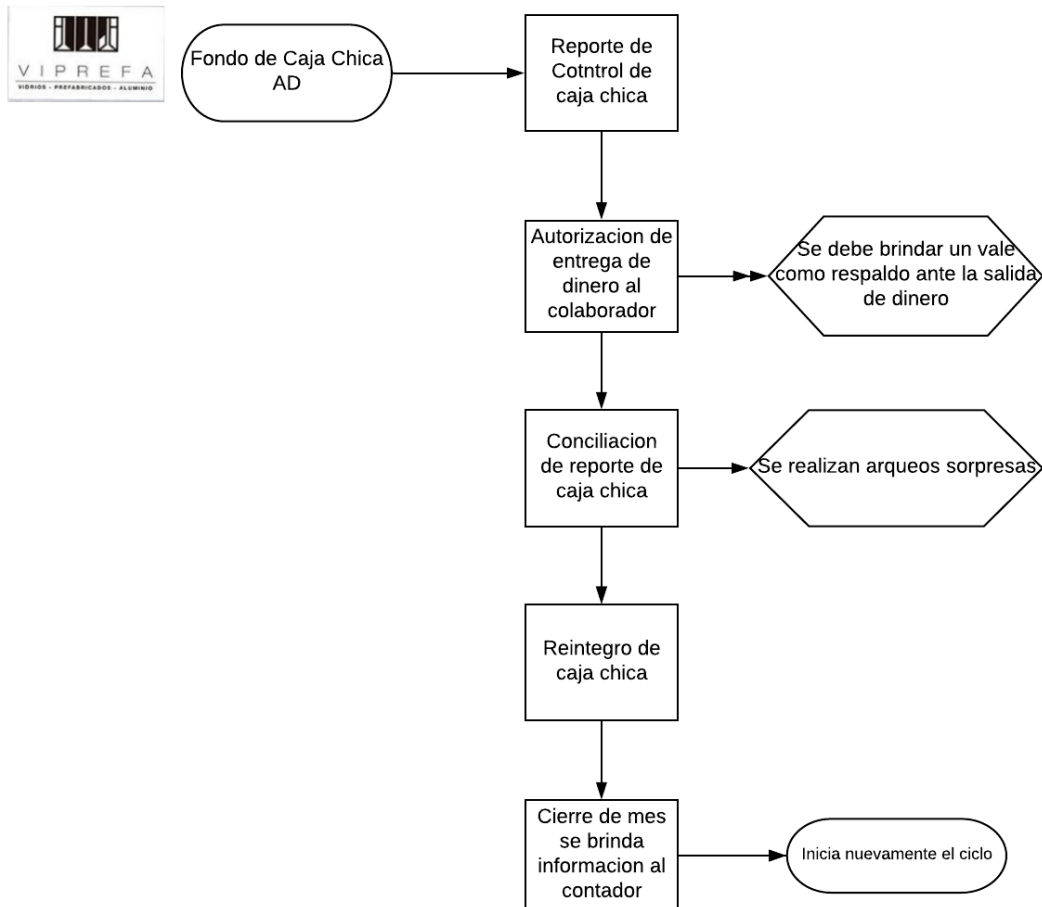 VIPREFA
VIDRIOS - PREFABRICADOS - ALUMINIO
Fondo de Caja Chica
AD
Reporte de
Cotntrol de
caja chica
Autorizacion de
entrega de
dinero al
colaborador
Se debe brindar un vale
como respaldo ante la salida
de dinero
Conciliacion
de reporte de
caja chica
Se realizan arqueos sorpresas
Reintegro de
caja chica
Cierre de mes
se brinda
informacion al
contador
Inicia nuevamente el ciclo